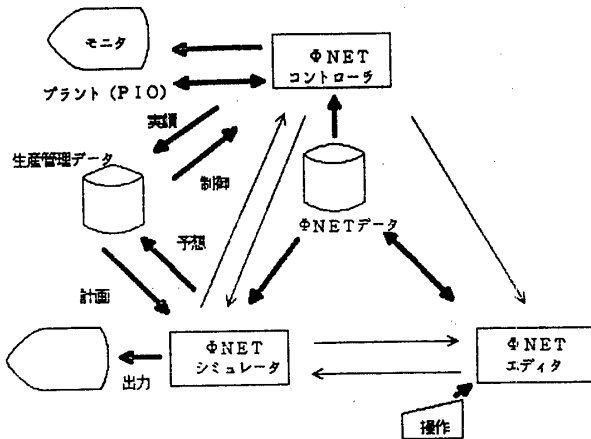 モニタ
ΦNET
コントローラ
プラント(PIO)
実績
生産管理データ
制御
ΦNETデータ
予想
計画
ΦNET
シミュレータ
出力
ΦNET
エディタ
操作